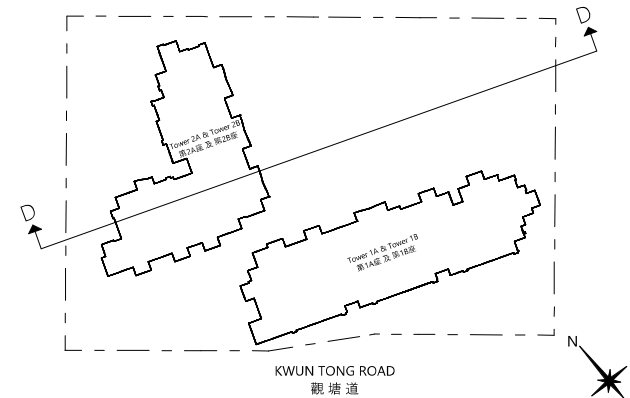 D
Tower 2A & Tower 2B
第2A座 及 第2B座
D
Tower 1A & Tower 1B
第1A座 及 第1B座
KWUN TONG ROAD
觀塘道
N